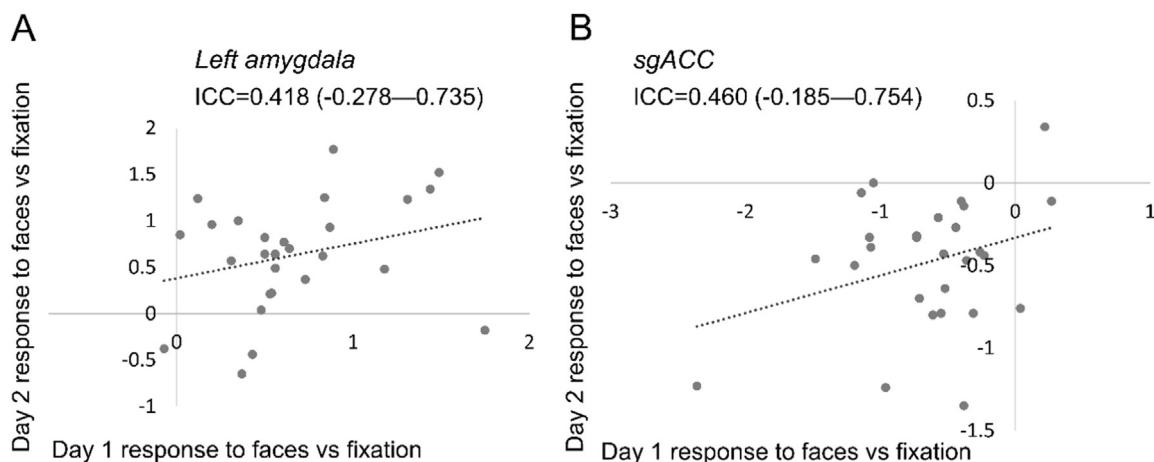 A
Left amygdala
ICC=0.418 (-0.278—0.735)
Day 2 response to faces vs fixation
2
1.5
1
0.5
0
-0.5
-1
0
1
2
Day 1 response to faces vs fixation
B
sgACC
ICC=0.460 (-0.185—0.754)
Day 2 response to faces vs fixation
0.5
0
-0.5
-1
-1.5
-3
-2
-1
0
1
Day 1 response to faces vs fixation